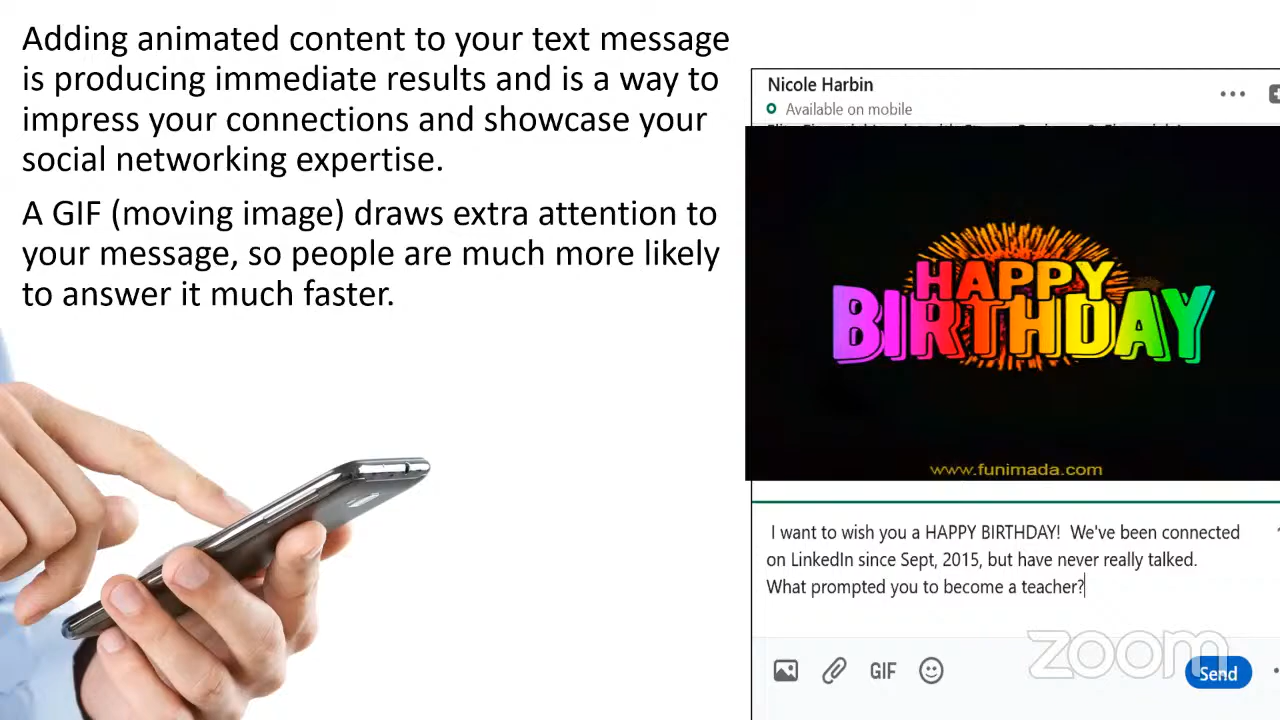 Adding animated content to your text message
is producing immediate results and is a way to
impress your connections and showcase your
social networking expertise.
A GIF (moving image) draws extra attention to
your message, so people are much more likely
to answer it much faster.
Nicole Harbin
Available on mobile
HAPPY
BIRTHDAY
www.funimada.com
I want to wish you a HAPPY BIRTHDAY! We've been connected
on LinkedIn since Sept, 2015, but have never really talked.
What prompted you to become a teacher?
GIF
Send
zoom